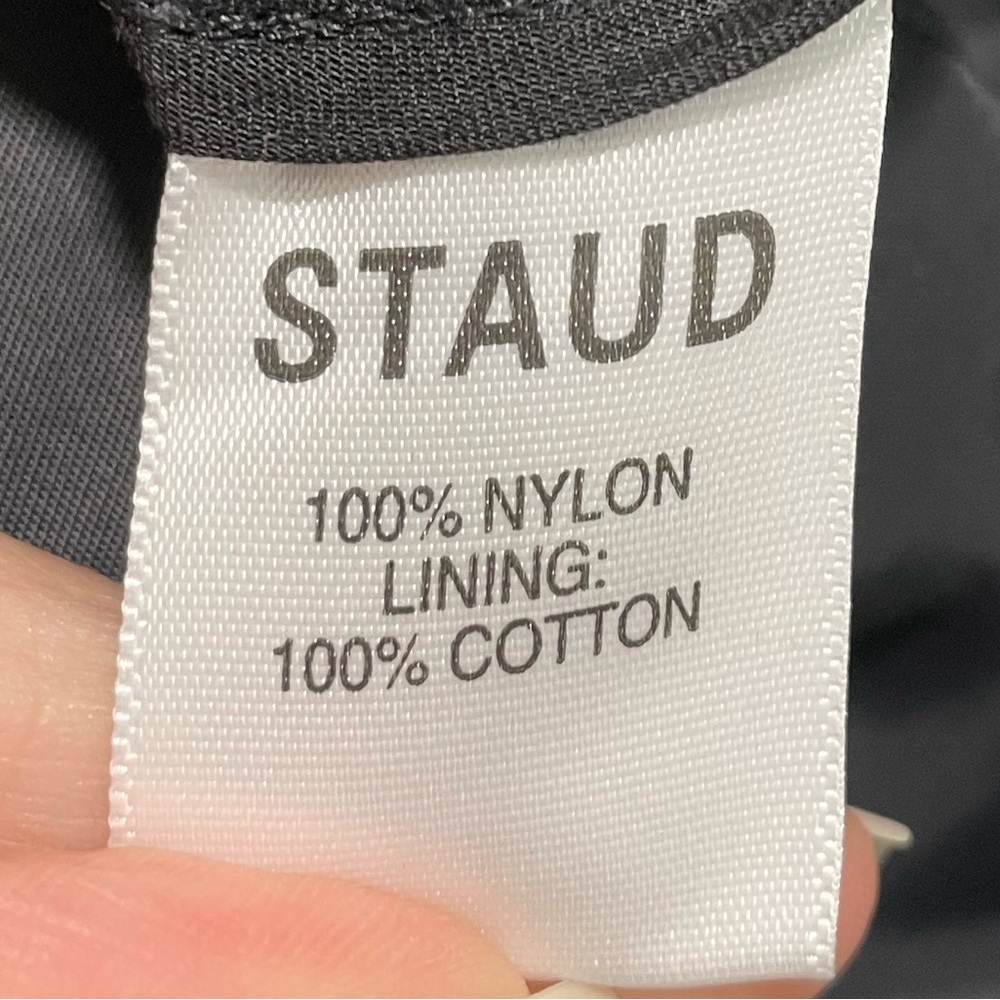 STAUD
100% NYLON
LINING:
100% COTTON